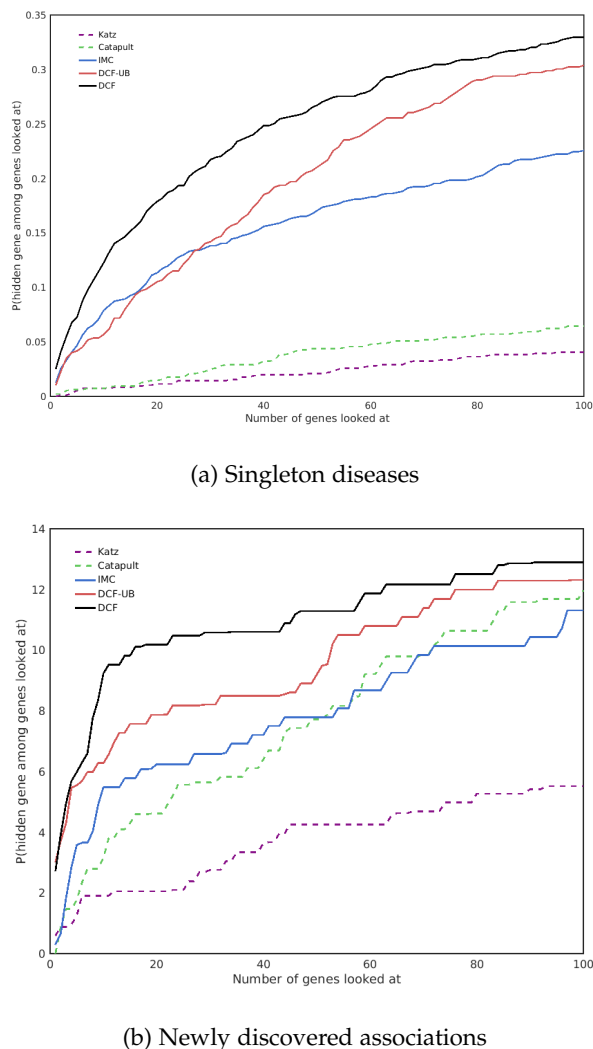 0.35
0.3
0.25
0.2
0.15
0.1
0.05
0
P(hidden gene among genes looked at)
Katz
Catapult
IMC
DCF-UB
DCF
20 40 60 80 100
Number of genes looked at
(a) Singleton diseases
14
12
10
8
6
4
2
0
P(hidden gene among genes looked at)
Katz
Catapult
IMC
DCF-UB
DCF
0 20 40 60 80 100
Number of genes looked at
(b) Newly discovered associations